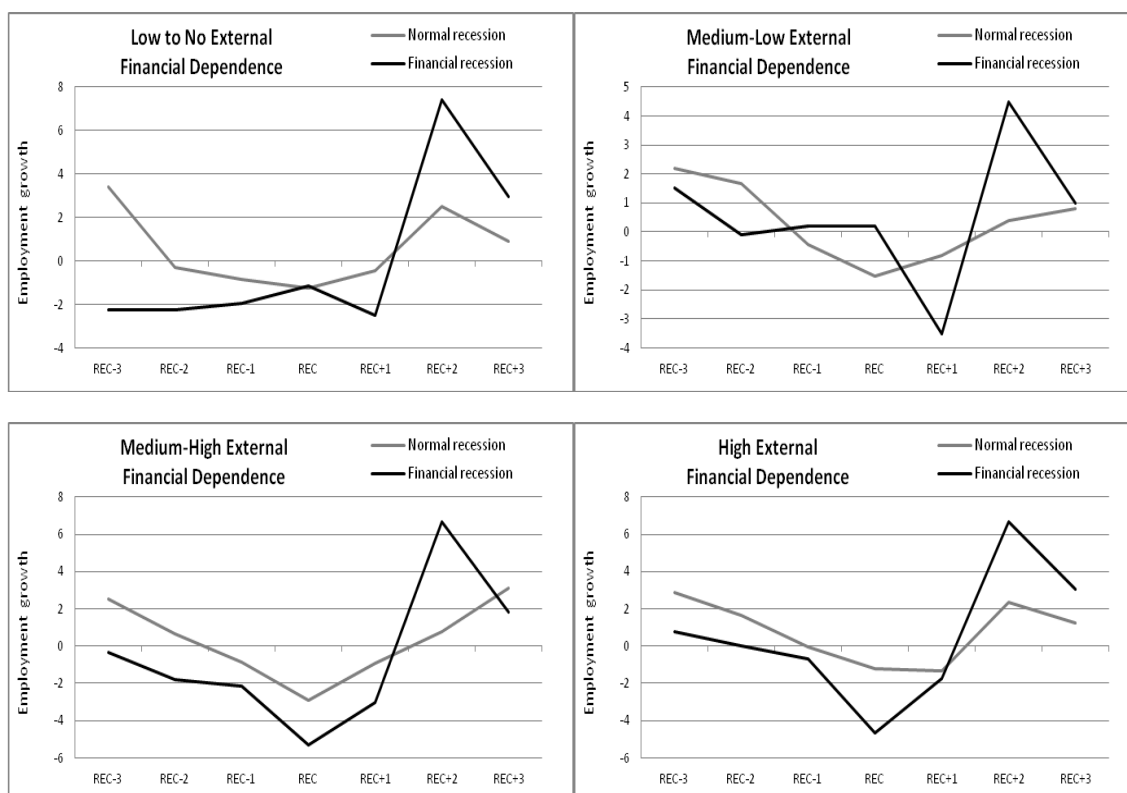 Low to No External
Financial Dependence
Normal recession
Financial recession
Employment growth
8
6
4
2
0
-2
-4
REC-3 REC-2 REC-1 REC REC+1 REC+2 REC+3
Medium-Low External
Financial Dependence
Normal recession
Financial recession
Employment growth
5
4
3
2
1
0
-1
-2
-3
-4
REC-3 REC-2 REC-1 REC REC+1 REC+2 REC+3
Medium-High External
Financial Dependence
Normal recession
Financial recession
Employment growth
8
6
4
2
0
-2
-4
-6
REC-3 REC-2 REC-1 REC REC+1 REC+2 REC+3
High External
Financial Dependence
Normal recession
Financial recession
Employment growth
8
6
4
2
0
-2
-4
-6
REC-3 REC-2 REC-1 REC REC+1 REC+2 REC+3